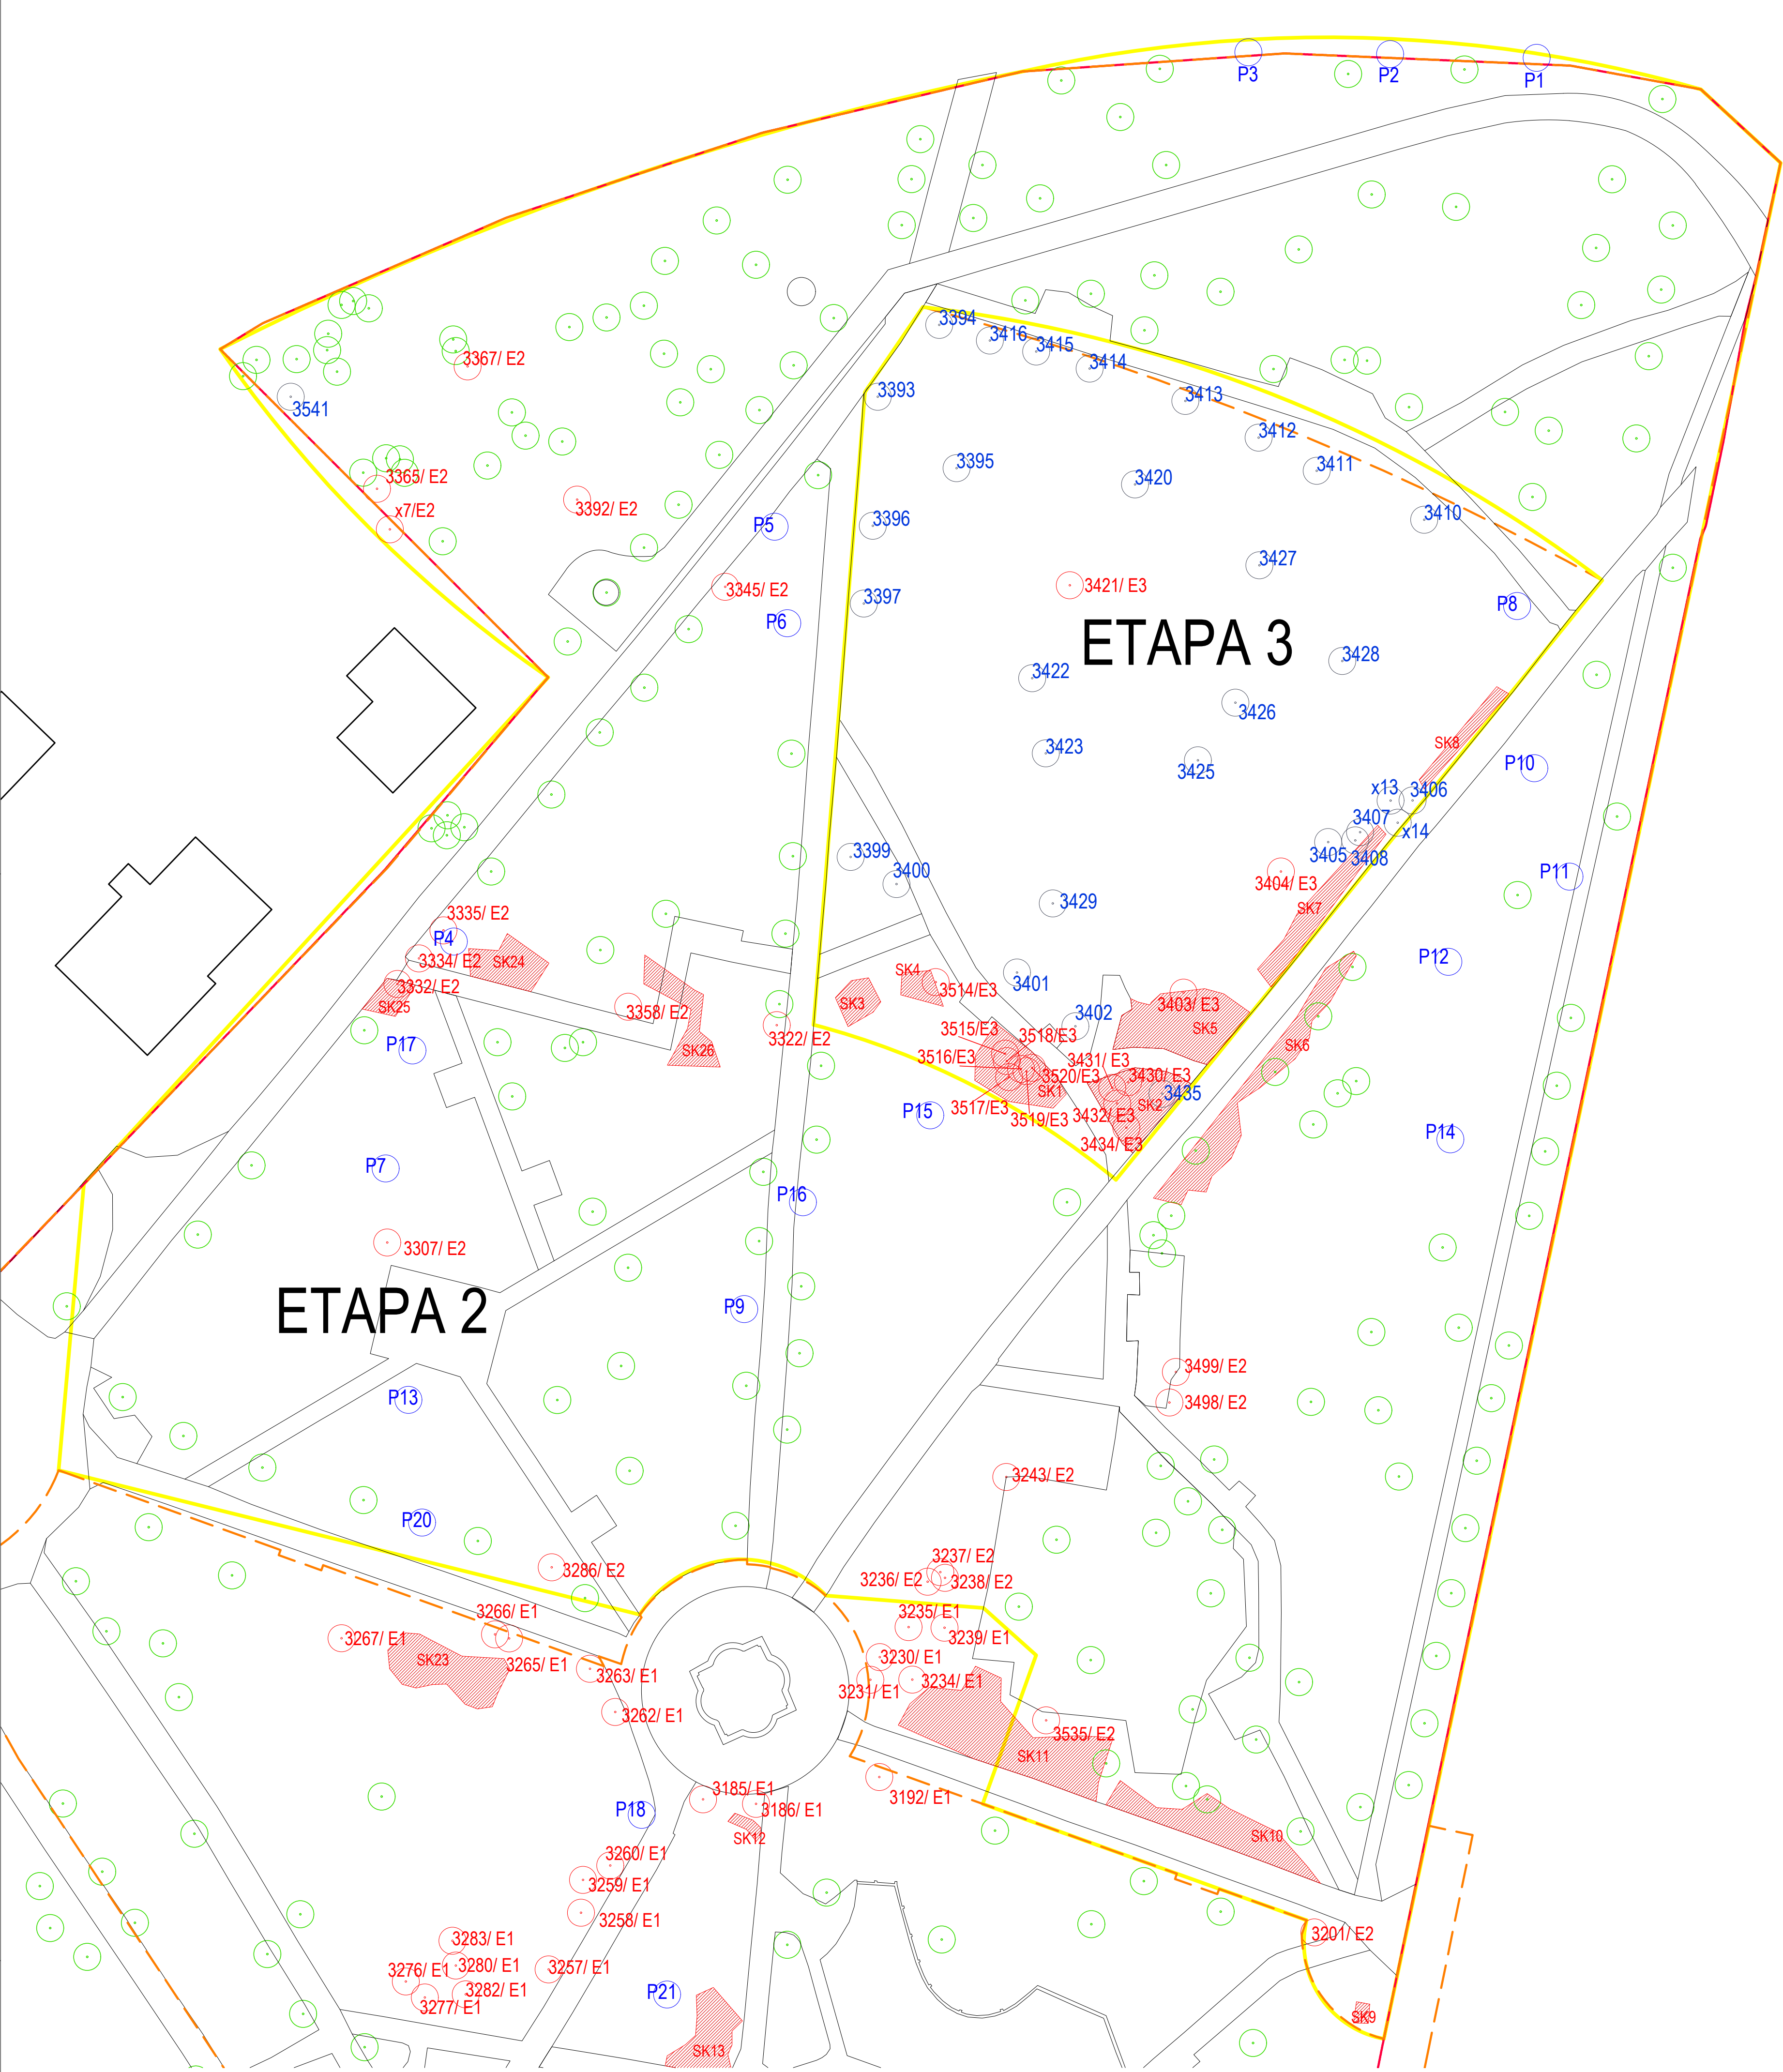 P3
P2
P1
3394
3416
3415
3414
3367/ E2
3393
3413
3541
3412
3395
3411
3365/ E2
3420
x7/E2
3392/ E2
P5
3396
3410
3427
3345/ E2
3421/ E3
3397
P8
P6
ETAPA 3
3428
3422
3426
SK8
3423
P10
3425
x13
3406
3407
x14
3405
3408
3399
3400
3404/ E3
P11
3429
SK7
3335/ E2
P4
3334/ E2
SK24
P12
SK4
3401
3332/ E2
3514/E3
SK25
3358/ E2
SK3
3403/ E3
3402
3322/ E2
3515/E3
3518/E3
SK5
P17
SK26
3516/E3
3431/ E3
SK6
3520/E3
3430/ E3
SK1
3435
3517/E3
SK2
P15
3519/E3
3432/ E3
3434/ E3
P14
P7
P16
3307/ E2
ETAPA 2
P9
3499/ E2
P13
3498/ E2
3243/ E2
P20
3237/ E2
3286/ E2
3236/ E2
3238/ E2
3266/ E1
3235/ E1
3267/ E1
3239/ E1
SK23
3265/ E1
3230/ E1
3263/ E1
3231/ E1
3234/ E1
3262/ E1
3535/ E2
SK11
3185/ E1
3192/ E1
P18
3186/ E1
SK12
SK10
3260/ E1
3259/ E1
3258/ E1
3201/ E2
3283/ E1
3276/ E1
3280/ E1
3257/ E1
3282/ E1
P21
3277/ E1
SK9
SK13